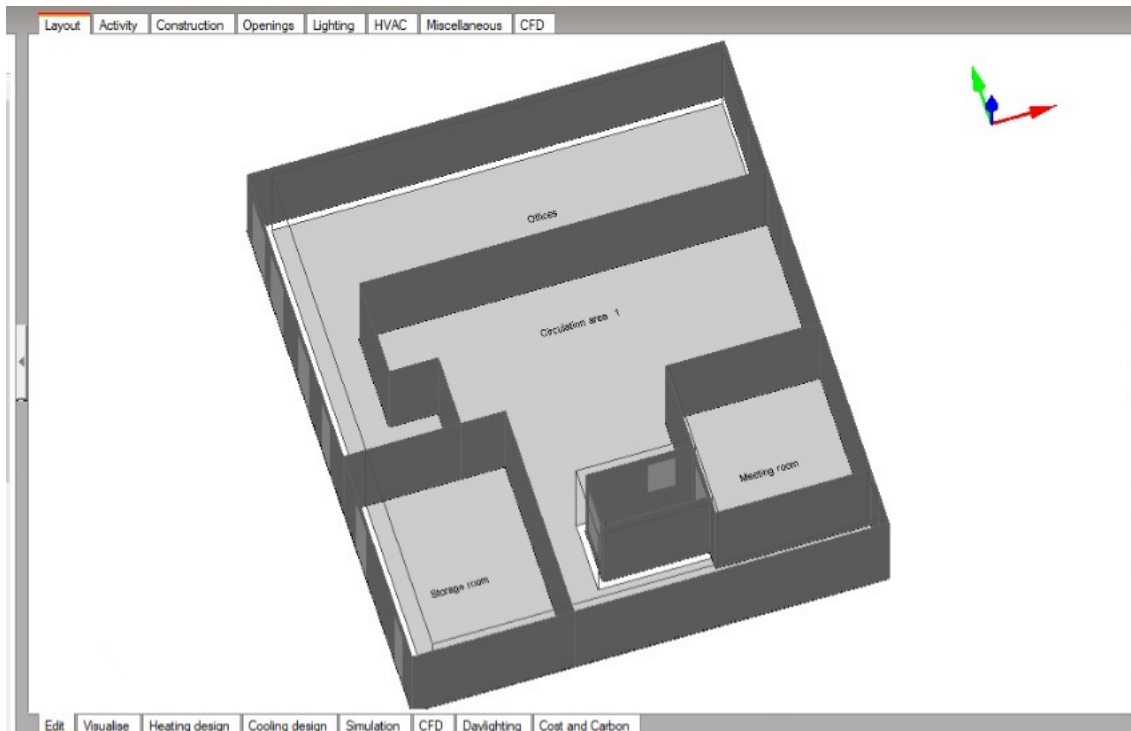 Layout Activity Construction Openings Lighting HVAC Miscellaneous CFD
Offices
Circulation area 1
Meeting room
Storage room
Edit Visualise Heating design Cooling design Simulation CFD Daylighting Cost and Carbon